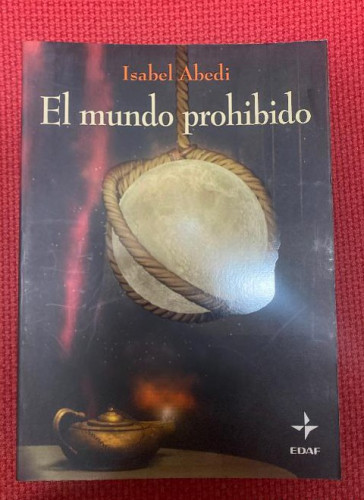 Isabel Abedi
El mundo prohibido
EDAF